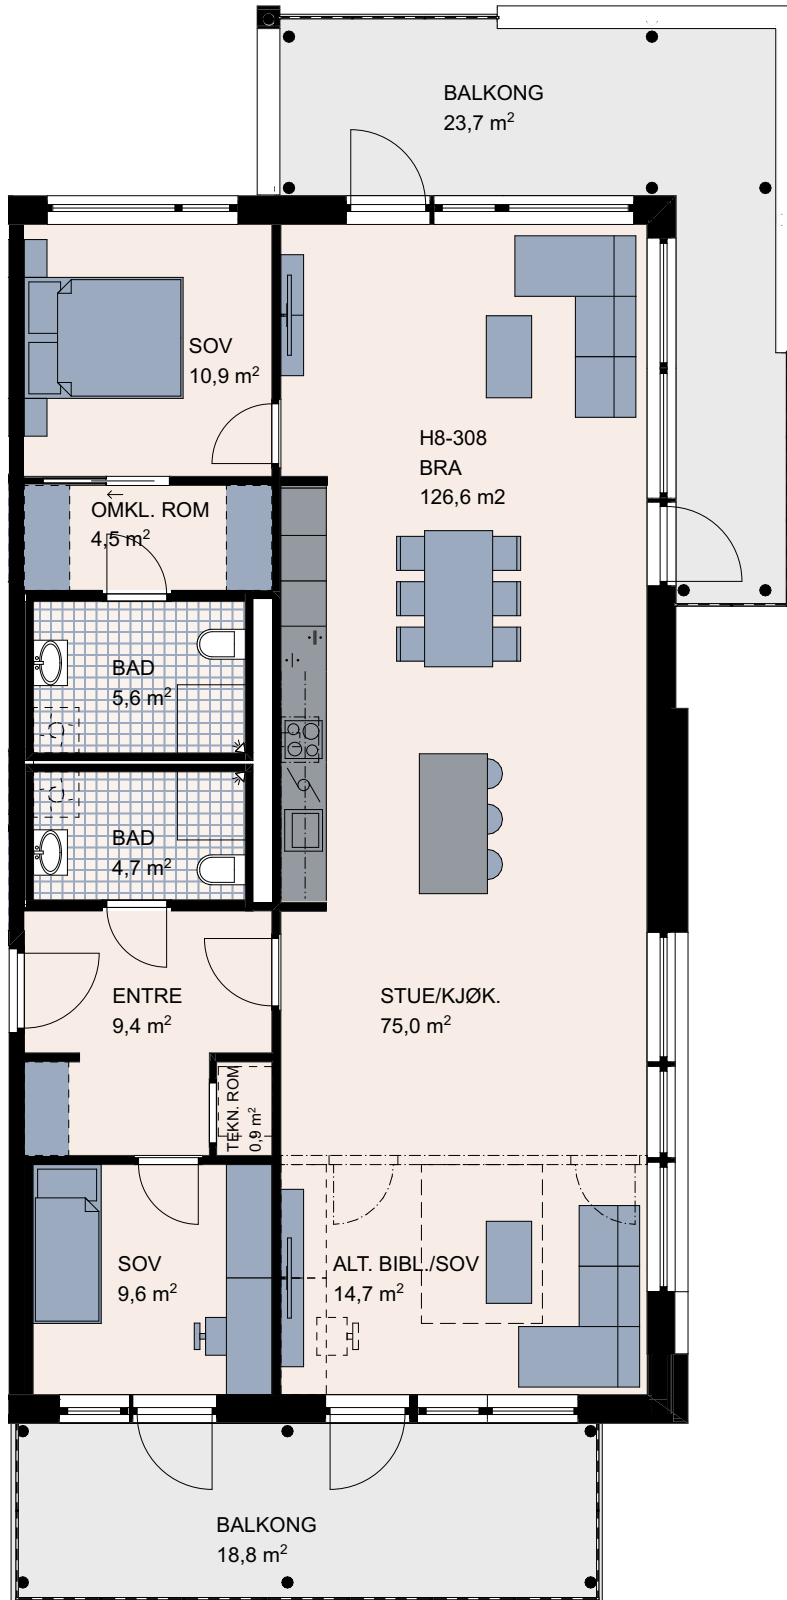 BALKONG
23,7 m²
SOV
10,9 m²
H8-308
BRA
126,6 m2
OMKL. ROM
4,5 m²
BAD
5,6 m²
BAD
4,7 m²
ENTRE
9,4 m²
STUE/KJØK.
75,0 m²
TEKN. ROM
0,9 m²
SOV
9,6 m²
ALT. BIBL./SOV
14,7 m²
BALKONG
18,8 m²